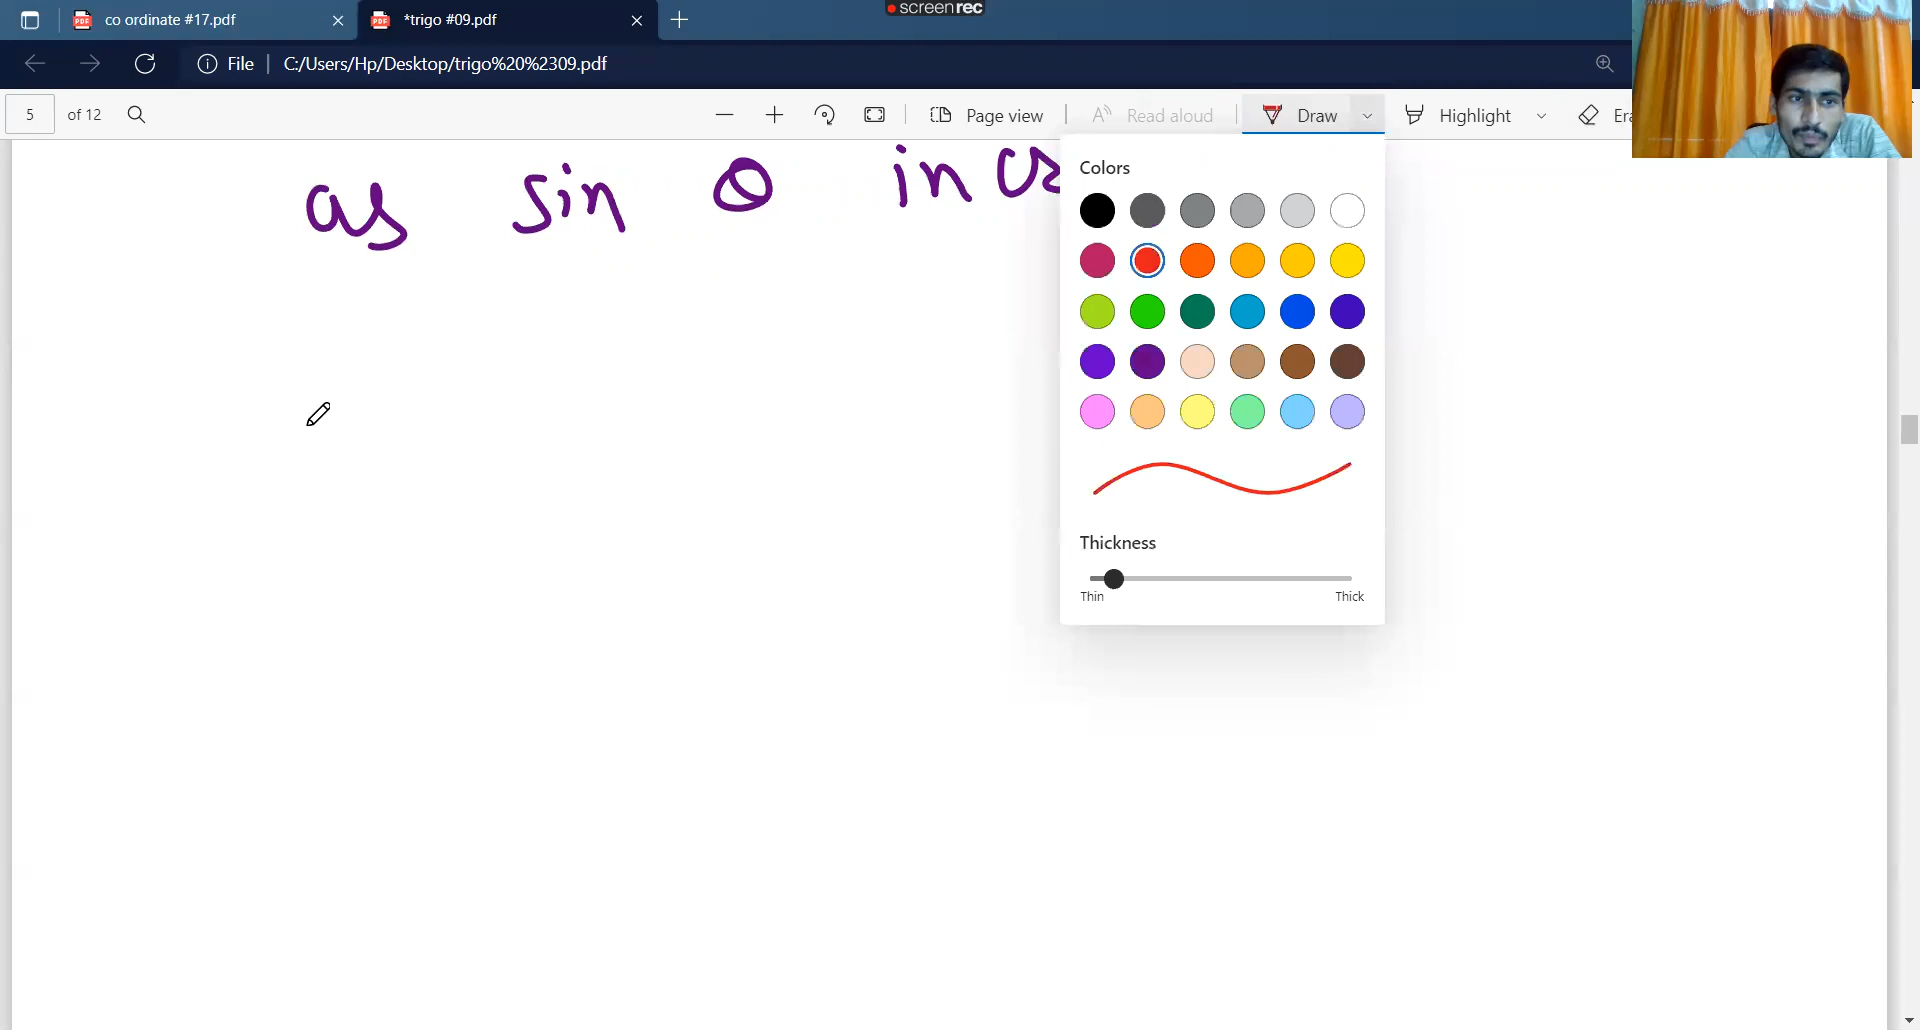 co ordinate #17.pdf
*trigo #09.pdf
screenrec
File
C:/Users/Hp/Desktop/trigo%20%2309.pdf
5 of 12
Page view
Read aloud
Draw
Highlight
as sin θ
Colors
Thickness
Thin
Thick